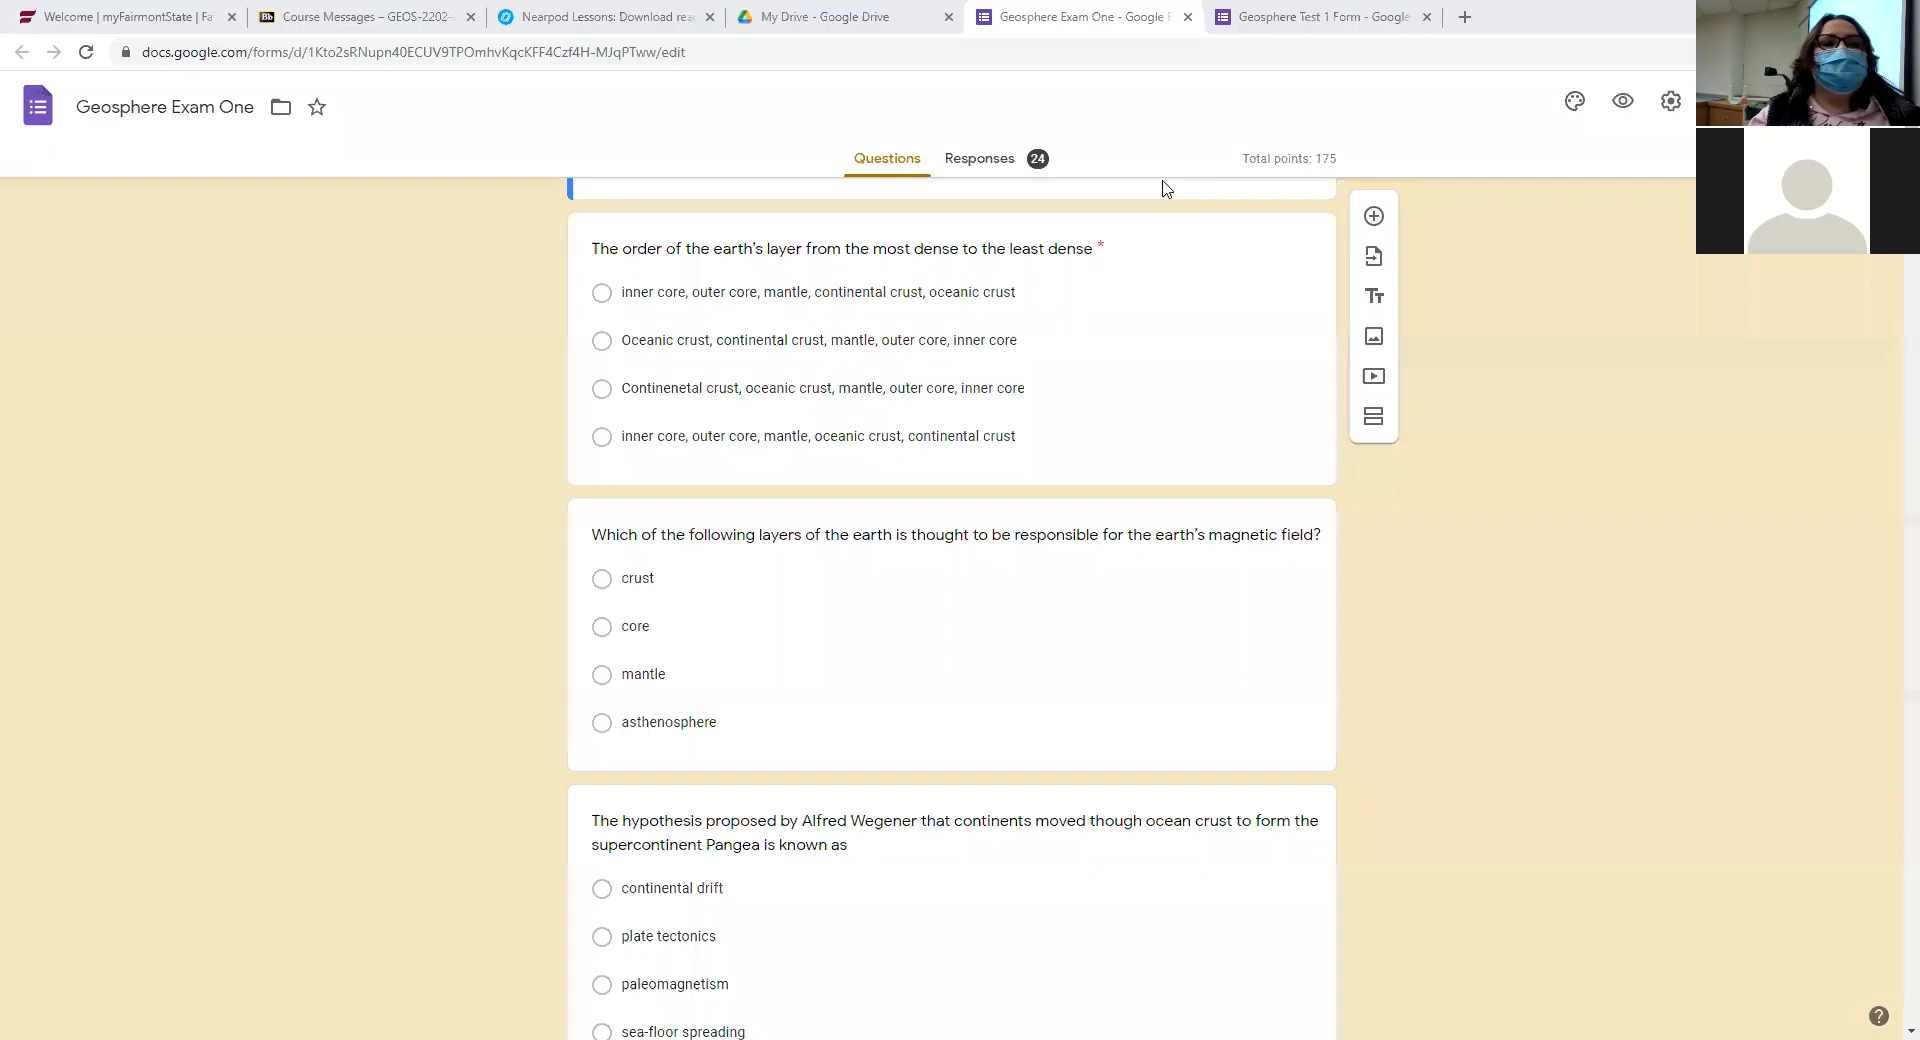 Welcome | myFairmontState | Fa
Course Messages – GEOS-2202-
Nearpod Lessons: Download rea
My Drive - Google Drive
Geosphere Exam One - Google F
Geosphere Test 1 Form - Google
docs.google.com/forms/d/1Kto2sRNupn40ECUV9TPOmhvKqcKFF4Czf4H-MJqPTww/edit
Geosphere Exam One
Questions
Responses 24
Total points: 175
The order of the earth's layer from the most dense to the least dense *
inner core, outer core, mantle, continental crust, oceanic crust
Oceanic crust, continental crust, mantle, outer core, inner core
Continenetal crust, oceanic crust, mantle, outer core, inner core
inner core, outer core, mantle, oceanic crust, continental crust
Which of the following layers of the earth is thought to be responsible for the earth's magnetic field?
crust
core
mantle
asthenosphere
The hypothesis proposed by Alfred Wegener that continents moved though ocean crust to form the
supercontinent Pangea is known as
continental drift
plate tectonics
paleomagnetism
sea-floor spreading